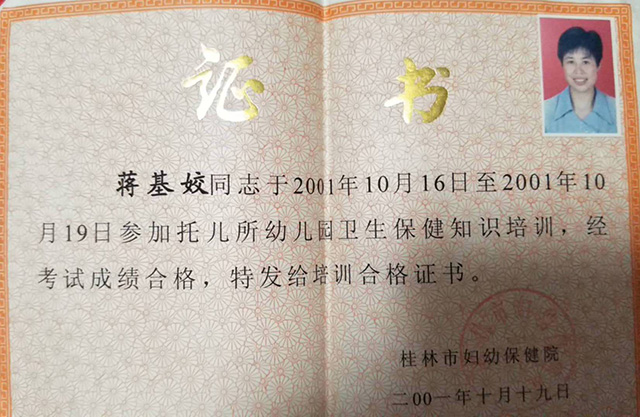 证书
蒋基姣同志于2001年10月16日至2001年10
月19日参加托儿所幼儿园卫生保健知识培训，经
考试成绩合格，特发给培训合格证书。
桂林市妇幼保健院
二00一年十月十九日